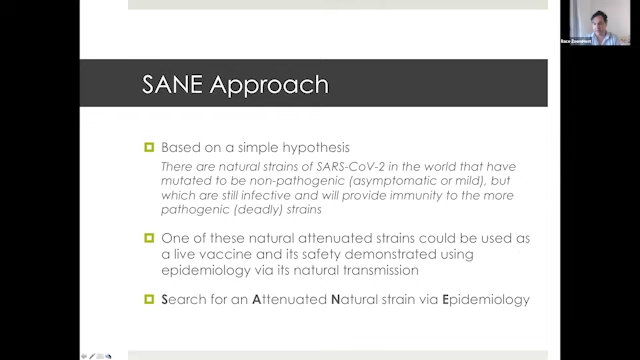 SANE Approach
Based on a simple hypothesis
There are natural strains of SARS-CoV-2 in the world that have
mutated to be non-pathogenic (asymptomatic or mild), but
which are still infective and will provide immunity to the more
pathogenic (deadly) strains
One of these natural attenuated strains could be used as
a live vaccine and its safety demonstrated using
epidemiology via its natural transmission
Search for an Attenuated Natural strain via Epidemiology